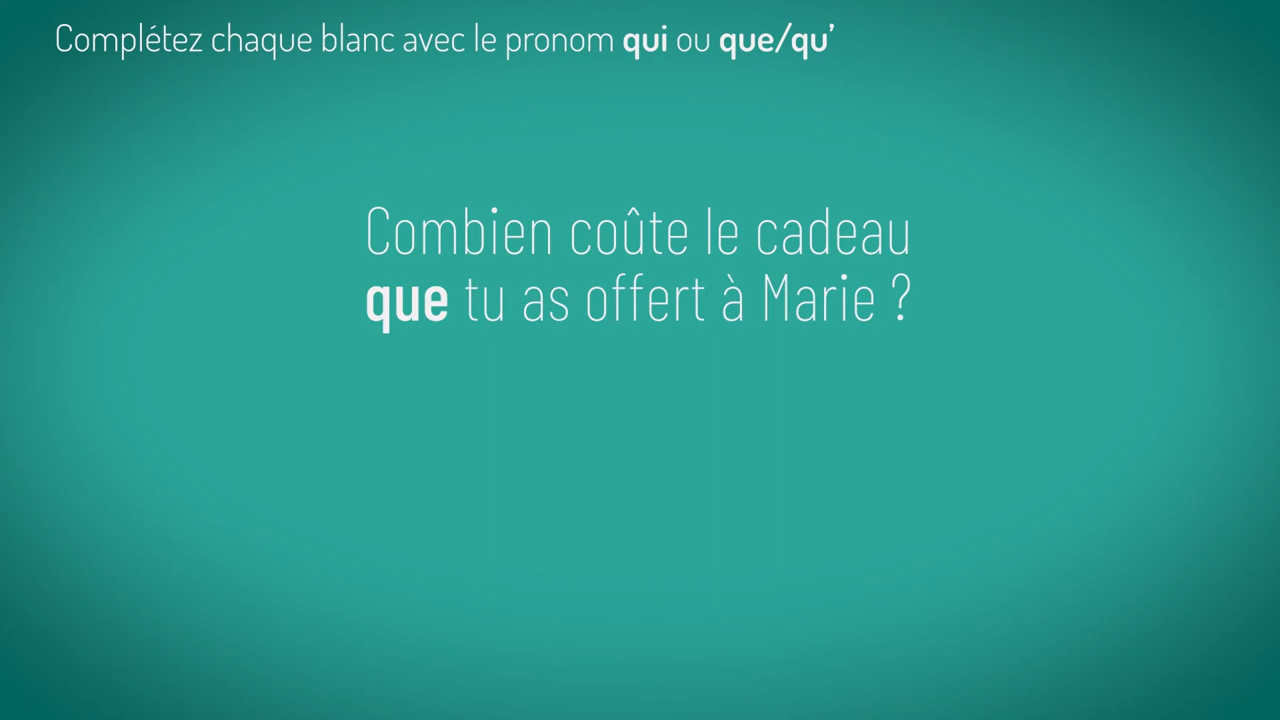 Complétez chaque blanc avec le pronom qui ou que/qu’
Combien coûte le cadeau
que tu as offert à Marie ?